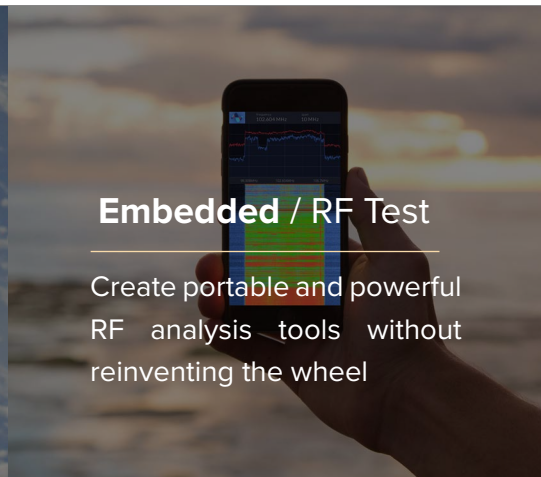 Embedded / RF Test
Create portable and powerful
RF analysis tools without
reinventing the wheel